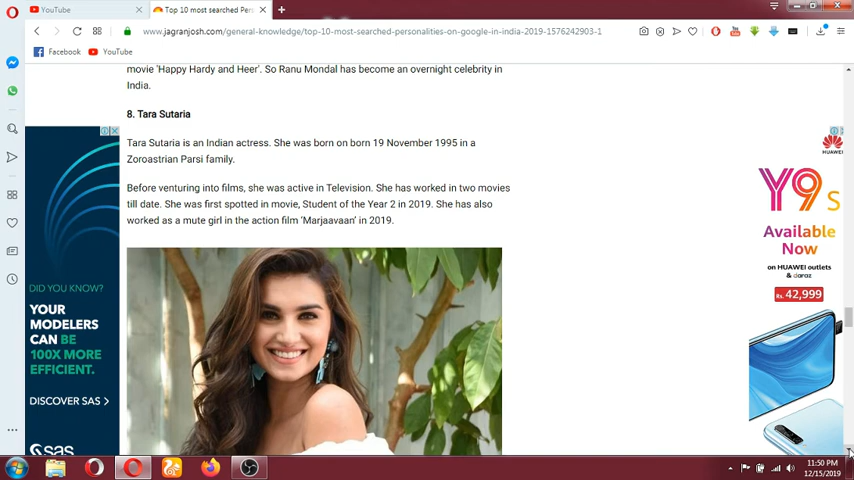 YouTube
Top 10 most searched Pers
www.jagranjosh.com/general-knowledge/top-10-most-searched-personalities-on-google-in-india-2019-1576242903-1
Facebook
YouTube
movie 'Happy Hardy and Heer'. So Ranu Mondal has become an overnight celebrity in
India.
8. Tara Sutaria
Tara Sutaria is an Indian actress. She was born on born 19 November 1995 in a
Zoroastrian Parsi family.
Before venturing into films, she was active in Television. She has worked in two movies
till date. She was first spotted in movie, Student of the Year 2 in 2019. She has also
worked as a mute girl in the action film 'Marjaavaan' in 2019.
DID YOU KNOW?
YOUR
MODELERS
CAN BE
100X MORE
EFFICIENT.
DISCOVER SAS >
sas
HUAWEI
Y9s
Available
Now
on HUAWEI outlets
& daraz
Rs. 42,999
11:50 PM
12/15/2019